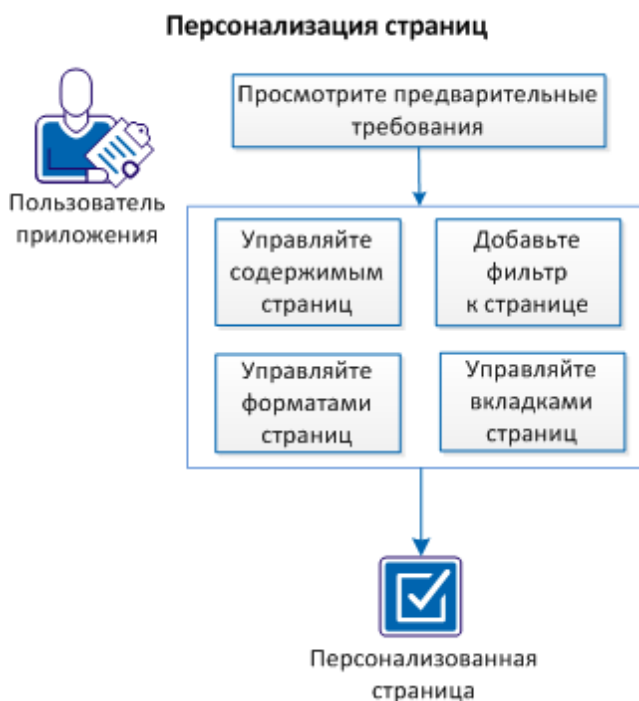 Персонализация страниц
Просмотрите предварительные
требования
Пользователь
приложения
Управляйте
содержимым
страниц
Добавьте
фильтр
к странице
Управляйте
форматами
страниц
Управляйте
вкладками
страниц
Персонализованная
страница